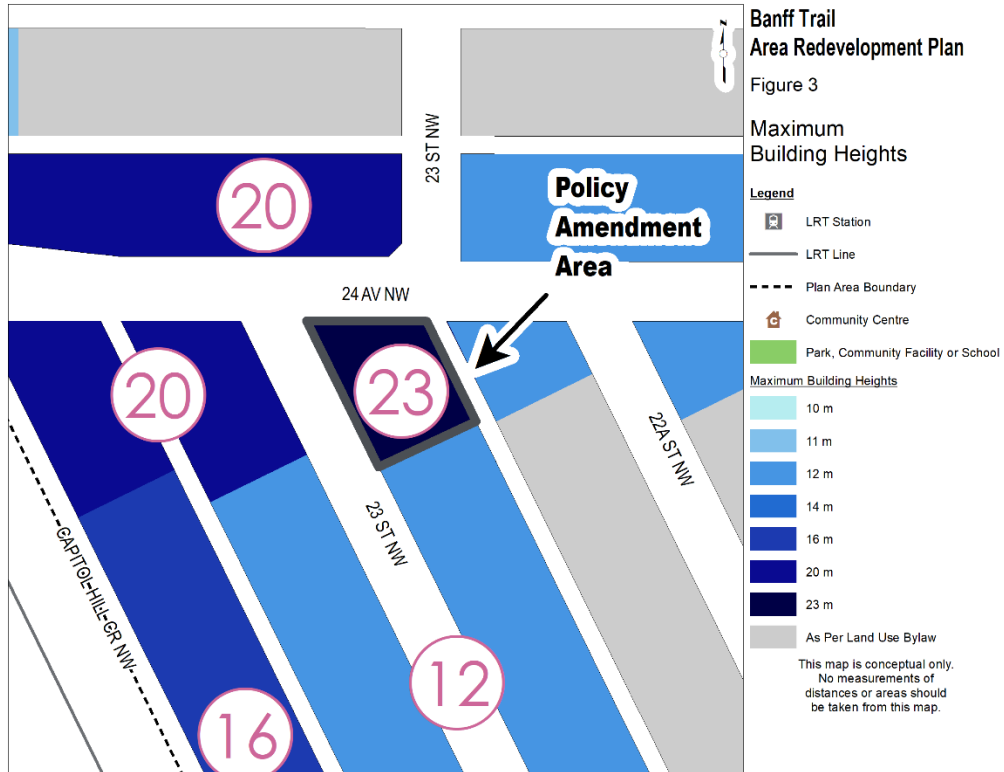 Banff Trail
Area Redevelopment Plan
Figure 3
Maximum
Building Heights
Legend
LRT Station
LRT Line
Plan Area Boundary
C
Community Centre
Park, Community Facility or School
Maximum Building Heights
10 m
11 m
12 m
14 m
16 m
20 m
23 m
As Per Land Use Bylaw
This map is conceptual only.
No measurements of
distances or areas should
be taken from this map.
N
23 ST NW
20
Policy
Amendment
Area
24 AV NW
20
23
22A ST NW
23 ST NW
CAPITOL HILL CR NW
12
16